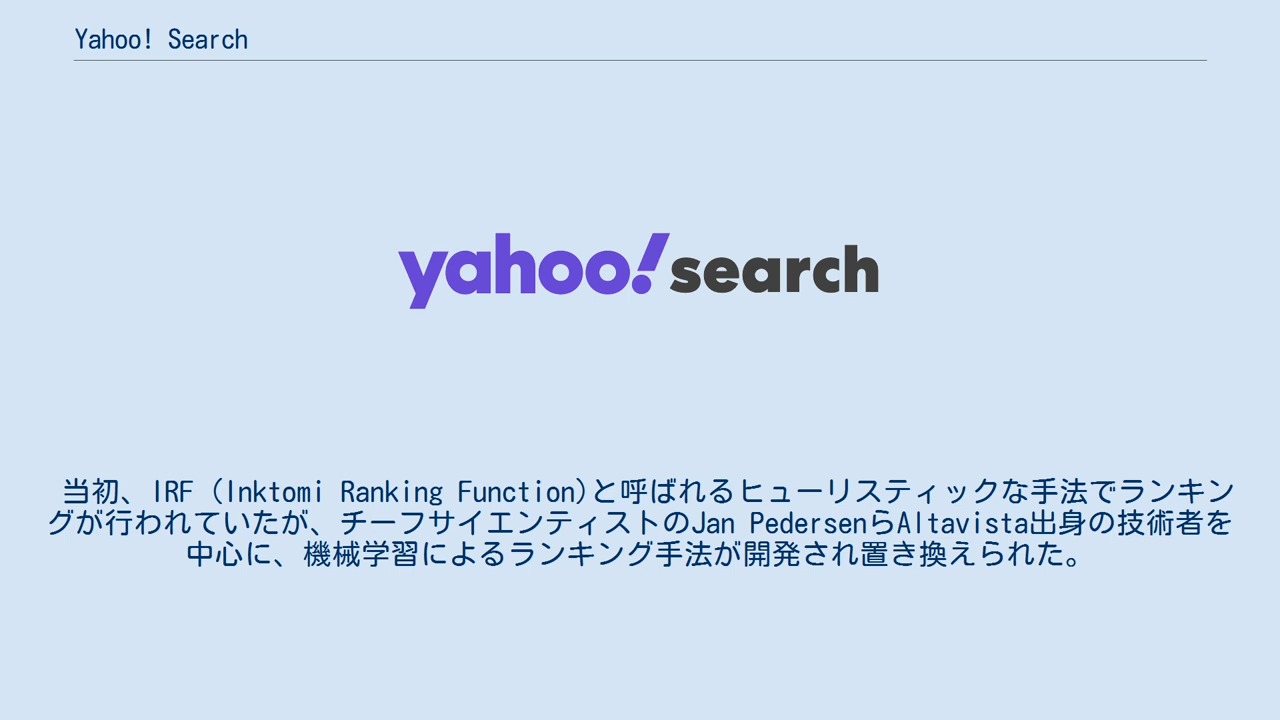 Yahoo! Search
yahoo!search
当初、IRF (Inktomi Ranking Function)と呼ばれるヒューリスティックな手法でランキン
グが行われていたが、チーフサイエンティストのJan PedersenらAltavista出身の技術者を
中心に、機械学習によるランキング手法が開発され置き換えられた。